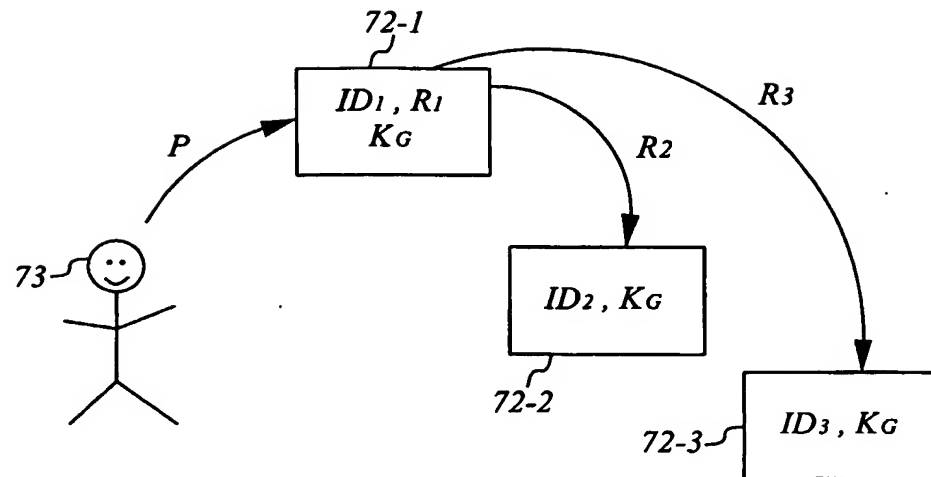 72-1
ID1 , R1
KG
P
R2
R3
73
ID2 , KG
72-2
ID3 , KG
72-3